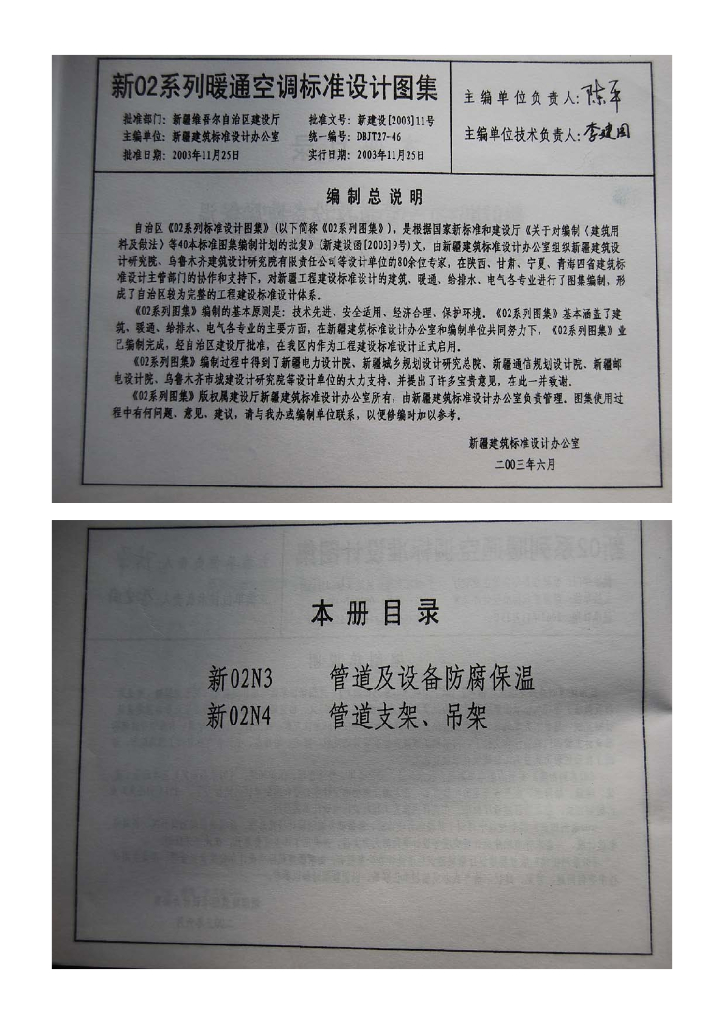 新02系列暖通空调标准设计图集
批准部门：新疆维吾尔自治区建设厅 批准文号：新建设[2003]11号
主编单位：新疆建筑标准设计办公室 统一编号：DBJT27-46
批准日期：2003年11月25日 实行日期：2003年11月25日
主编单位负责人：陈平
主编单位技术负责人：李建国
编制总说明
自治区《02系列标准设计图集》（以下简称《02系列图集》），是根据国家新标准和建设厅《关于对编制〈建筑用
料及做法〉等40本标准图集编制计划的批复》（新建设函[2003]9号）文，由新疆建筑标准设计办公室组织新疆建筑设
计研究院、乌鲁木齐建筑设计研究院有限责任公司等设计单位的80余位专家，在陕西、甘肃、宁夏、青海四省建筑标
准设计主管部门的协作和支持下，对新疆工程建设标准设计的建筑、暖通、给排水、电气各专业进行了图集编制，形
成了自治区较为完整的工程建设标准设计体系。
《02系列图集》编制的基本原则是：技术先进、安全适用、经济合理、保护环境。《02系列图集》基本涵盖了建
筑、暖通、给排水、电气各专业的主要方面，在新疆建筑标准设计办公室和编制单位共同努力下，《02系列图集》业
已编制完成，经自治区建设厅批准，在我区内作为工程建设标准设计正式启用。
《02系列图集》编制过程中得到了新疆电力设计院、新疆城乡规划设计研究总院、新疆通信规划设计院、新疆邮
电设计院、乌鲁木齐市城建设计研究院等设计单位的大力支持，并提出了许多宝贵意见，在此一并致谢。
《02系列图集》版权属建设厅新疆建筑标准设计办公室所有，由新疆建筑标准设计办公室负责管理。图集使用过
程中有何问题、意见、建议，请与我办或编制单位联系，以便修编时加以参考。
新疆建筑标准设计办公室
二〇〇三年六月
本册目录
新02N3 管道及设备防腐保温
新02N4 管道支架、吊架